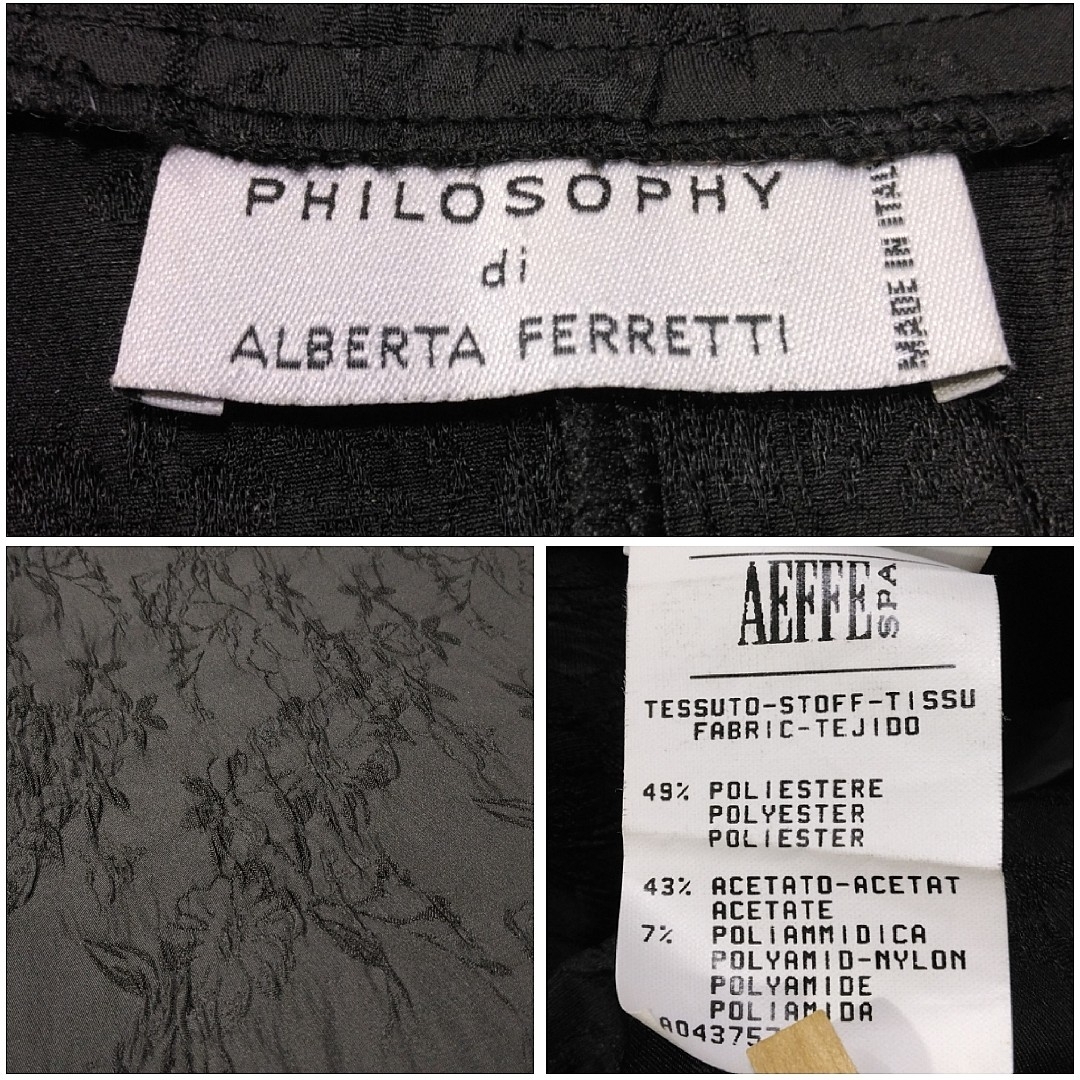 PHILOSOPHY
di
ALBERTA FERRETTI
MADE IN ITALY
AEFFE SPA
TESSUTO-STOFF-TISSU
FABRIC-TEJIDO
49% POLIESTERE
POLYESTER
POLIESTER
43% ACETATO-ACETAT
ACETATE
7% POLIAMMIDICA
POLYAMID-NYLON
POLYAMIDE
POLIAMIDA